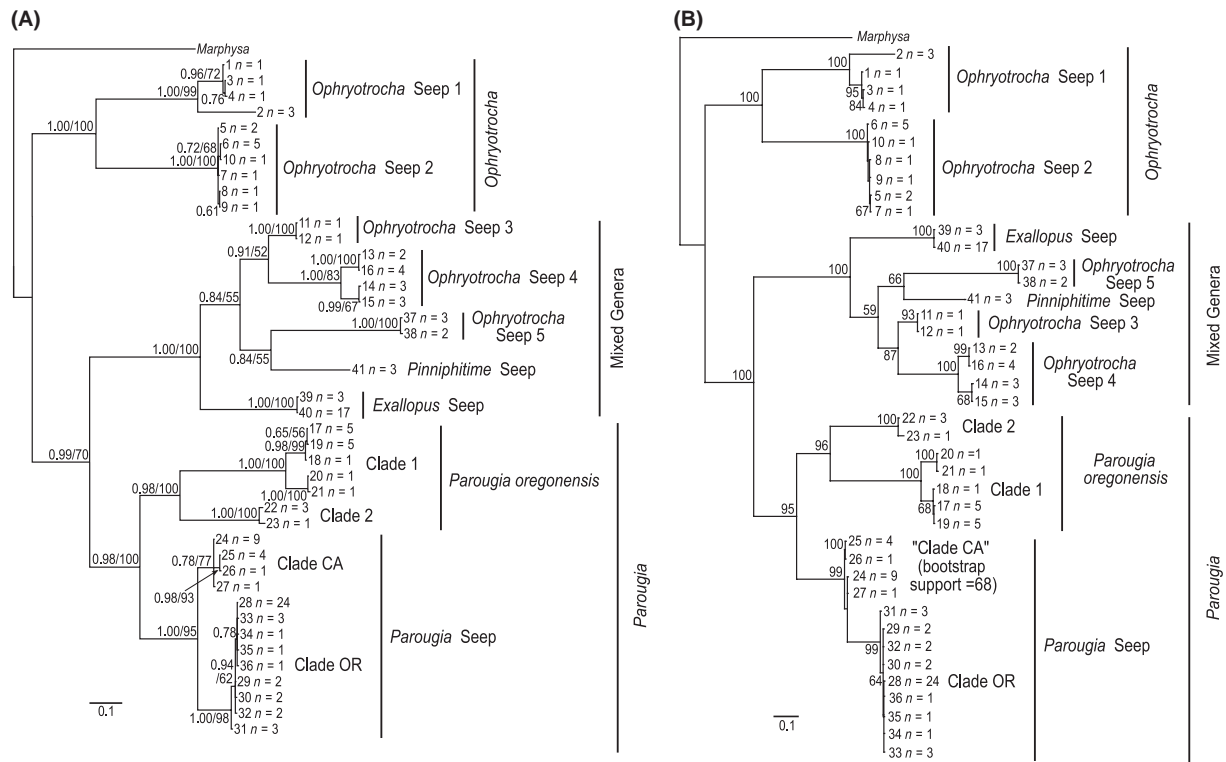 (A)
Marphysa
1 n = 1
0.96/72
3 n = 1
1.00/99
0.76
4 n = 1
2 n = 3
Ophryotrocha Seep 1
5 n = 2
0.72/68
6 n = 5
1.00/100
10 n = 1
7 n = 1
8 n = 1
0.61
9 n = 1
1.00/100
Ophryotrocha Seep 2
Ophryotrocha
11 n = 1
1.00/100
12 n = 1
Ophryotrocha Seep 3
0.91/52
1.00/100
13 n = 2
16 n = 4
1.00/83
14 n = 3
0.99/67
15 n = 3
Ophryotrocha Seep 4
0.84/55
1.00/100
37 n = 3
38 n = 2
Ophryotrocha
Seep 5
0.84/55
41 n = 3
Pinniphitime Seep
1.00/100
1.00/100
39 n = 3
40 n = 17
Exallopus Seep
Mixed Genera
0.99/70
0.65/56
17 n = 5
0.98/99
19 n = 5
18 n = 1
1.00/100
20 n = 1
1.00/100
21 n = 1
Clade 1
0.98/100
1.00/100
22 n = 3
23 n = 1
Clade 2
Parougia oregonensis
0.98/100
24 n = 9
0.78/77
25 n = 4
26 n = 1
27 n = 1
0.98/93
Clade CA
1.00/95
28 n = 24
33 n = 3
0.78
34 n = 1
35 n = 1
0.94
/62
36 n = 1
29 n = 2
30 n = 2
32 n = 2
1.00/98
31 n = 3
Clade OR
Parougia Seep
Parougia
0.1
(B)
Marphysa
2 n = 3
100
1 n = 1
95
3 n = 1
84
4 n = 1
Ophryotrocha Seep 1
100
6 n = 5
100
10 n = 1
8 n = 1
9 n = 1
5 n = 2
67
7 n = 1
Ophryotrocha Seep 2
Ophryotrocha
100
39 n = 3
40 n = 17
Exallopus Seep
100
100
37 n = 3
38 n = 2
Ophryotrocha
Seep 5
66
41 n = 3
Pinniphitime Seep
59
93
11 n = 1
12 n = 1
Ophryotrocha Seep 3
87
99
13 n = 2
16 n = 4
100
14 n = 3
68
15 n = 3
Ophryotrocha
Seep 4
Mixed Genera
100
100
22 n = 3
23 n = 1
Clade 2
96
100
20 n = 1
21 n = 1
100
18 n = 1
68
17 n = 5
19 n = 5
Clade 1
Parougia
oregonensis
95
25 n = 4
100
26 n = 1
99
24 n = 9
27 n = 1
"Clade CA"
(bootstrap
support =68)
31 n = 3
29 n = 2
99
32 n = 2
30 n = 2
64
28 n = 24
36 n = 1
35 n = 1
34 n = 1
33 n = 3
Clade OR
Parougia Seep
Parougia
0.1